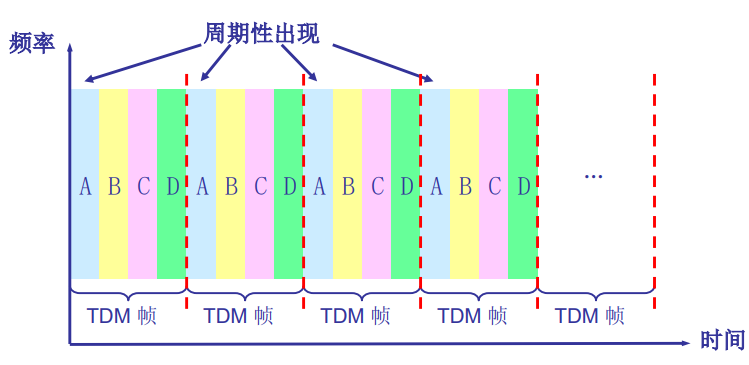 周期性出现
频率
A B C D A B C D A B C D A B C D ...
TDM 帧 TDM 帧 TDM 帧 TDM 帧 TDM 帧
时间